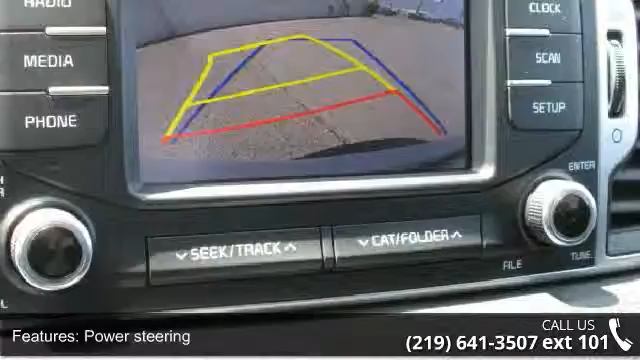 RADIO
MEDIA
PHONE
CLOCK
SCAN
SETUP
ENTER
SEEK/TRACK
CAT/FOLDER
FILE
TUNE
Features: Power steering
CALL US
(219) 641-3507 ext 101